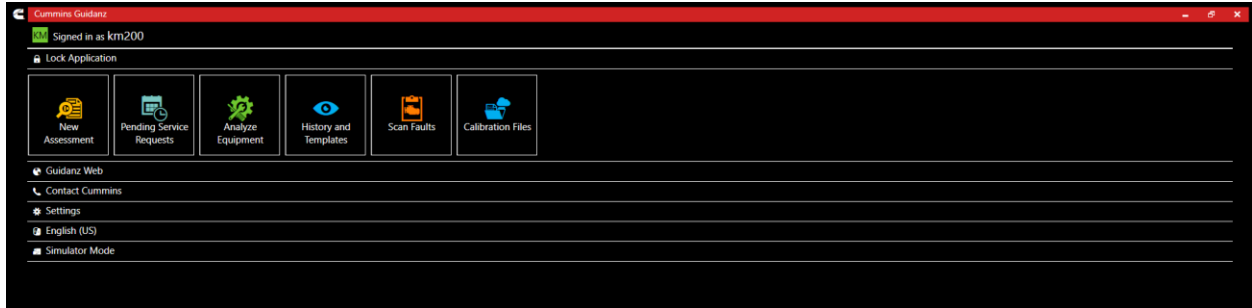 Cummins Guidanz
KM Signed in as km200
Lock Application
New Assessment
Pending Service Requests
Analyze Equipment
History and Templates
Scan Faults
Calibration Files
Guidanz Web
Contact Cummins
Settings
English (US)
Simulator Mode